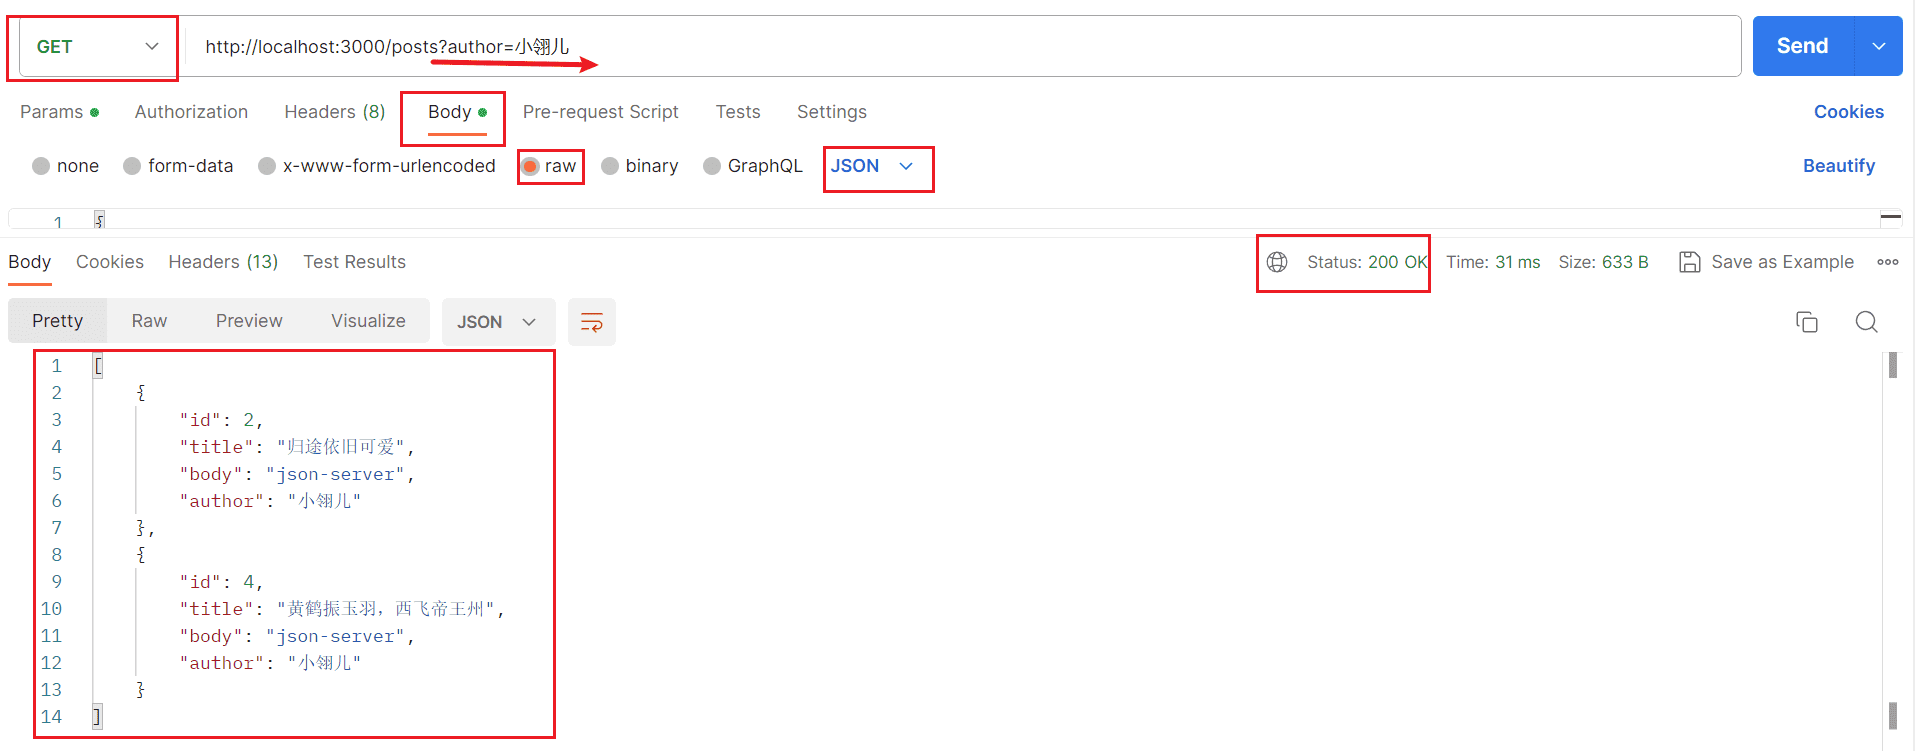 GET http://localhost:3000/posts?author=小翎儿 Send
Params Authorization Headers (8) Body Pre-request Script Tests Settings Cookies
none form-data x-www-form-urlencoded raw binary GraphQL JSON Beautify
1 {
Body Cookies Headers (13) Test Results Status: 200 OK Time: 31 ms Size: 633 B Save as Example
Pretty Raw Preview Visualize JSON
1 [
2 {
3 "id": 2,
4 "title": "归途依旧可爱",
5 "body": "json-server",
6 "author": "小翎儿"
7 },
8 {
9 "id": 4,
10 "title": "黄鹤振玉羽，西飞帝王州",
11 "body": "json-server",
12 "author": "小翎儿"
13 }
14 ]